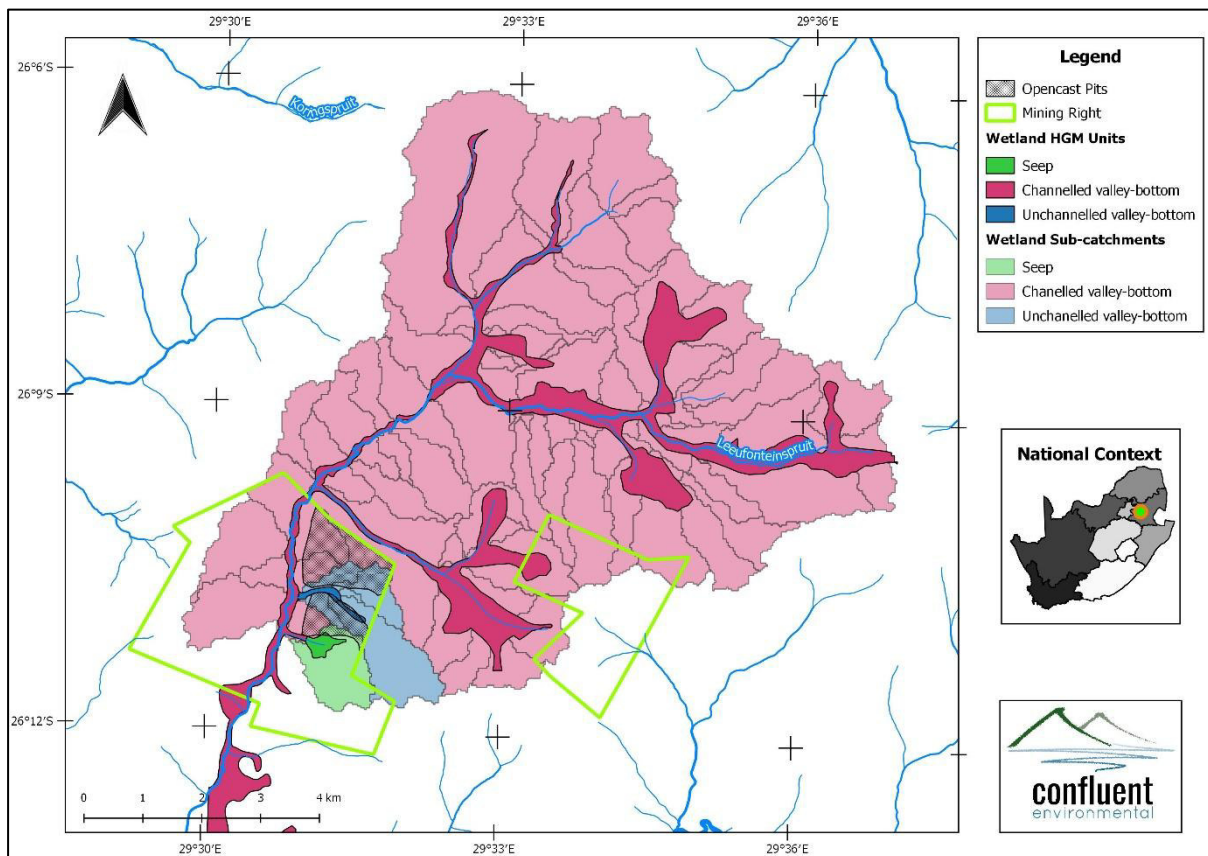 29°30′E 29°33′E 29°36′E
26°6′S
26°9′S
26°12′S
Koringspruit
Leeufonteinspruit
0 1 2 3 4 km
29°30′E 29°33′E 29°36′E
Legend
Opencast Pits
Mining Right
Wetland HGM Units
Seep
Channelled valley-bottom
Unchannelled valley-bottom
Wetland Sub-catchments
Seep
Chanelled valley-bottom
Unchanelled valley-bottom
National Context
confluent
environmental